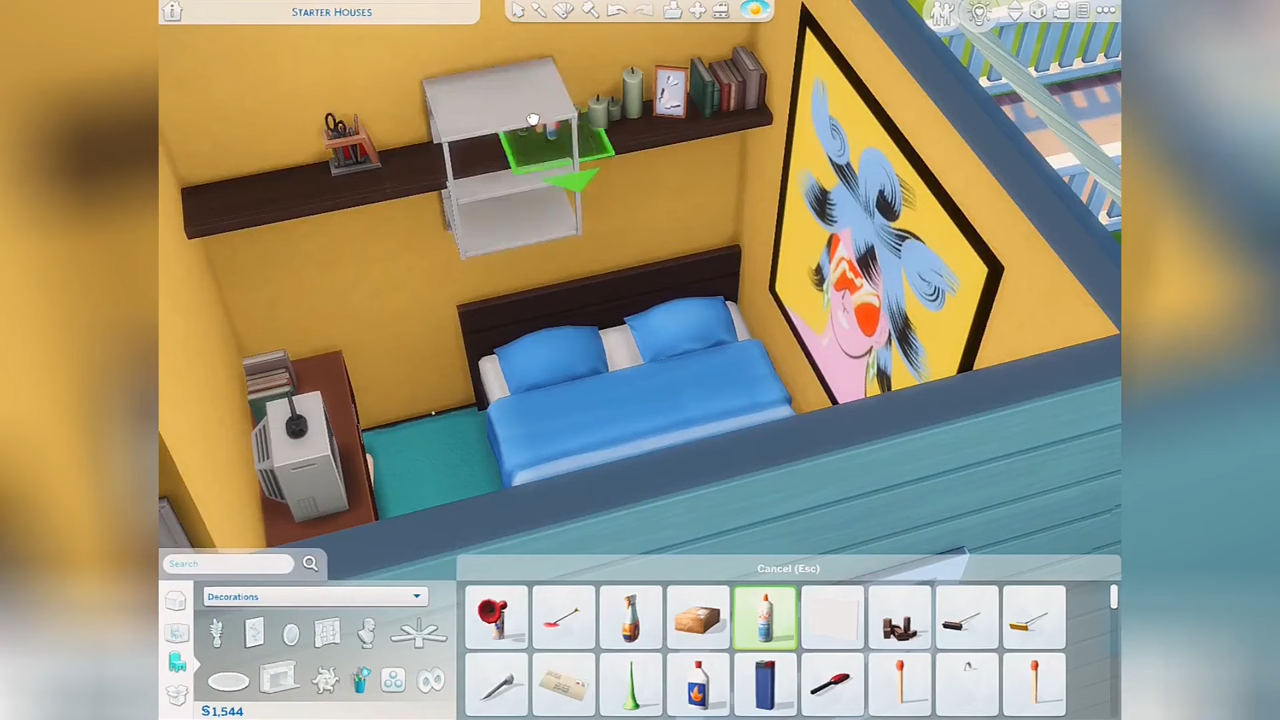 STARTER HOUSES
Cancel (Esc)
Search
Decorations
$1,544